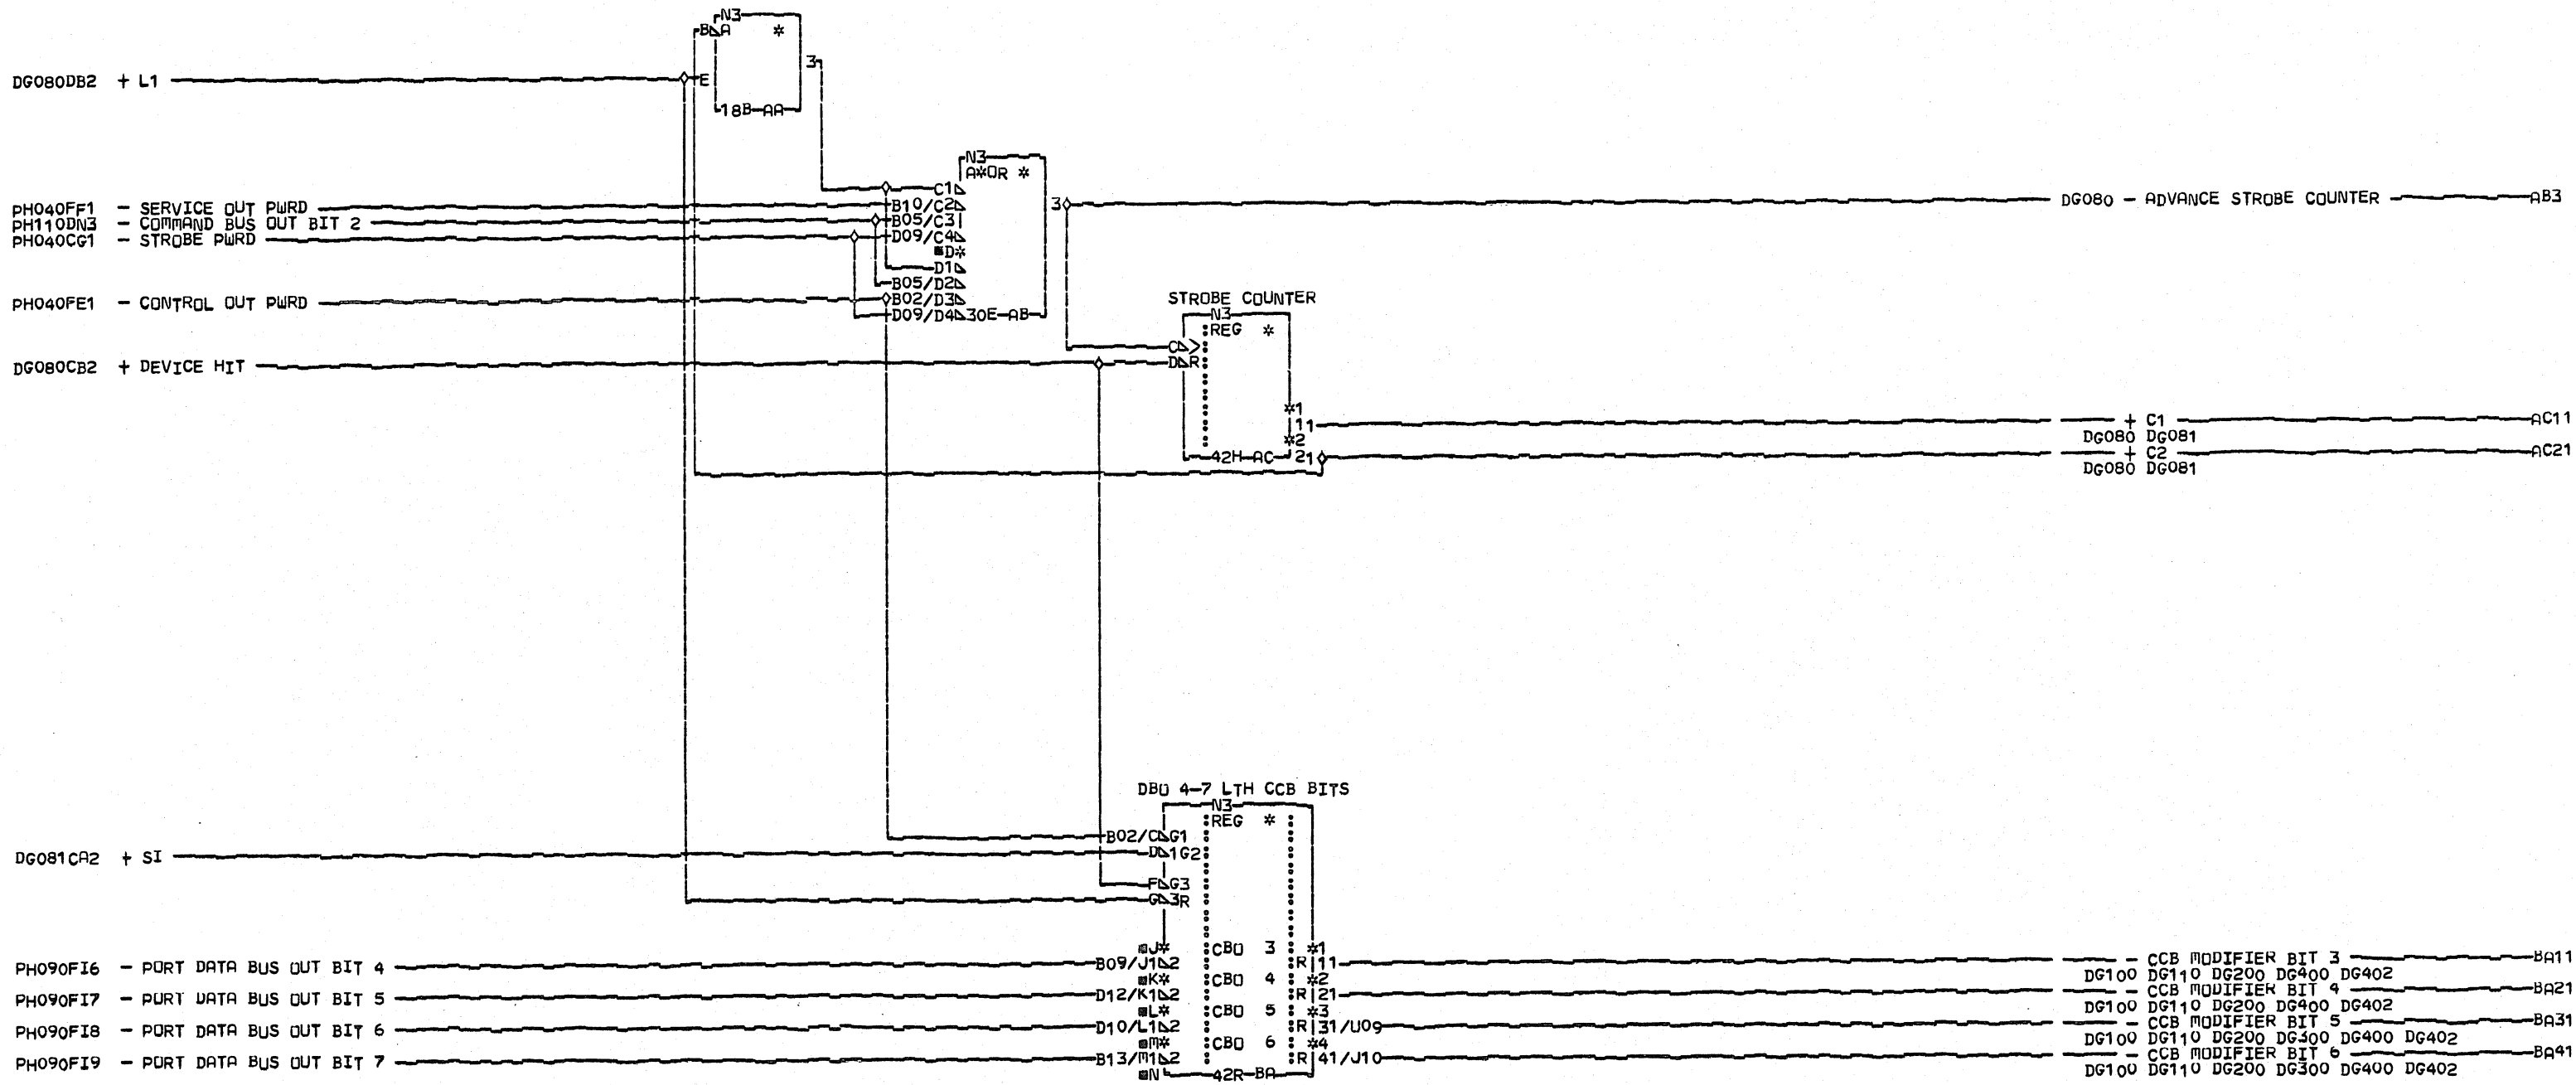 N3
B A *
DG080DB2 + L1 E 3
18B-AA
N3
A*OR *
C1
PH040FF1 - SERVICE OUT PWRD B10/C2 3 DG080 - ADVANCE STROBE COUNTER AB3
PH110DN3 - COMMAND BUS OUT BIT 2 B05/C3
PH040CG1 - STROBE PWRD D09/C4
D*
D1
B05/D2
PH040FE1 - CONTROL OUT PWRD B02/D3
D09/D4 30E-AB
STROBE COUNTER
N3
REG *
C
DG080CB2 + DEVICE HIT D R
*1
11 + C1 AC11
*2 DG080 DG081
42H-AC 21 + C2 AC21
DG080 DG081
DBO 4-7 LTH CCB BITS
N3
REG *
B02/C G1
DG081CA2 + SI D 1G2
F G3
G 3R
J* CBO 3 *1
PH090FI6 - PORT DATA BUS OUT BIT 4 B09/J1 2 R 11 - CCB MODIFIER BIT 3 BA11
K* CBO 4 *2 DG100 DG110 DG200 DG400 DG402
PH090FI7 - PORT DATA BUS OUT BIT 5 D12/K1 2 R 21 - CCB MODIFIER BIT 4 BA21
L* CBO 5 *3 DG100 DG110 DG200 DG400 DG402
PH090FI8 - PORT DATA BUS OUT BIT 6 D10/L1 2 R 31/U09 - CCB MODIFIER BIT 5 BA31
M* CBO 6 *4 DG100 DG110 DG200 DG300 DG400 DG402
PH090FI9 - PORT DATA BUS OUT BIT 7 B13/M1 2 R 41/J10 - CCB MODIFIER BIT 6 BA41
N 42R-BA DG100 DG110 DG200 DG300 DG400 DG402